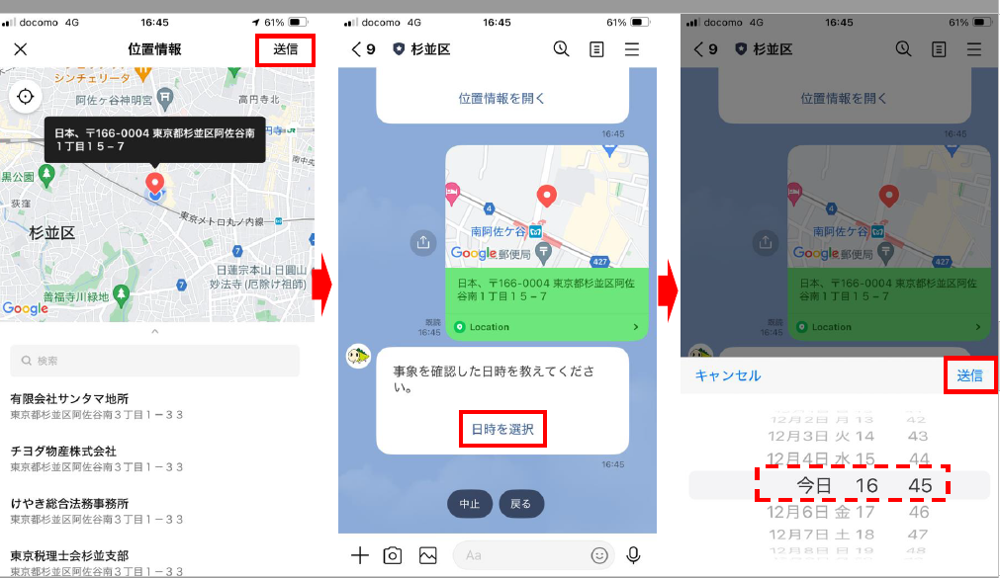 docomo 4G 16:45 61%
位置情報 送信
シンチェリータ
阿佐ヶ谷神明宮
高円寺北
日本、〒166-0004 東京都杉並区阿佐谷南
１丁目１５－７
黒公園
荻窪
東京メトロ丸ノ内線
杉並区
7
日蓮宗本山 日圓山
妙法寺 (厄除け祖師)
7
善福寺川緑地
Google
検索
有限会社サンタマ地所
東京都杉並区阿佐谷南３丁目１－３３
チヨダ物産株式会社
東京都杉並区阿佐谷南３丁目１－３３
けやき総合法務事務所
東京都杉並区阿佐谷南３丁目１－３３
東京税理士会杉並支部
東京都杉並区阿佐谷南３丁目１－３３
docomo 4G 16:45 61%
9 杉並区
位置情報を開く
16:45
4
南阿佐ケ谷
Google 郵便局
427
日本、〒166-0004 東京都杉並区阿佐
谷南１丁目１５－７
既読
16:45
Location
事象を確認した日時を教えてくださ
い。
日時を選択
16:45
中止 戻る
Aa
docomo 4G 16:45 61%
9 杉並区
位置情報を開く
16:45
4
南阿佐ケ谷
Google 郵便局
427
日本、〒166-0004 東京都杉並区阿佐
谷南１丁目１５－７
既読
16:45
Location
キャンセル 送信
12月2日 月 13 42
12月3日 火 14 43
12月4日 水 15 44
今日 16 45
12月6日 金 17 46
12月7日 土 18 47
12月8日 日 19 48